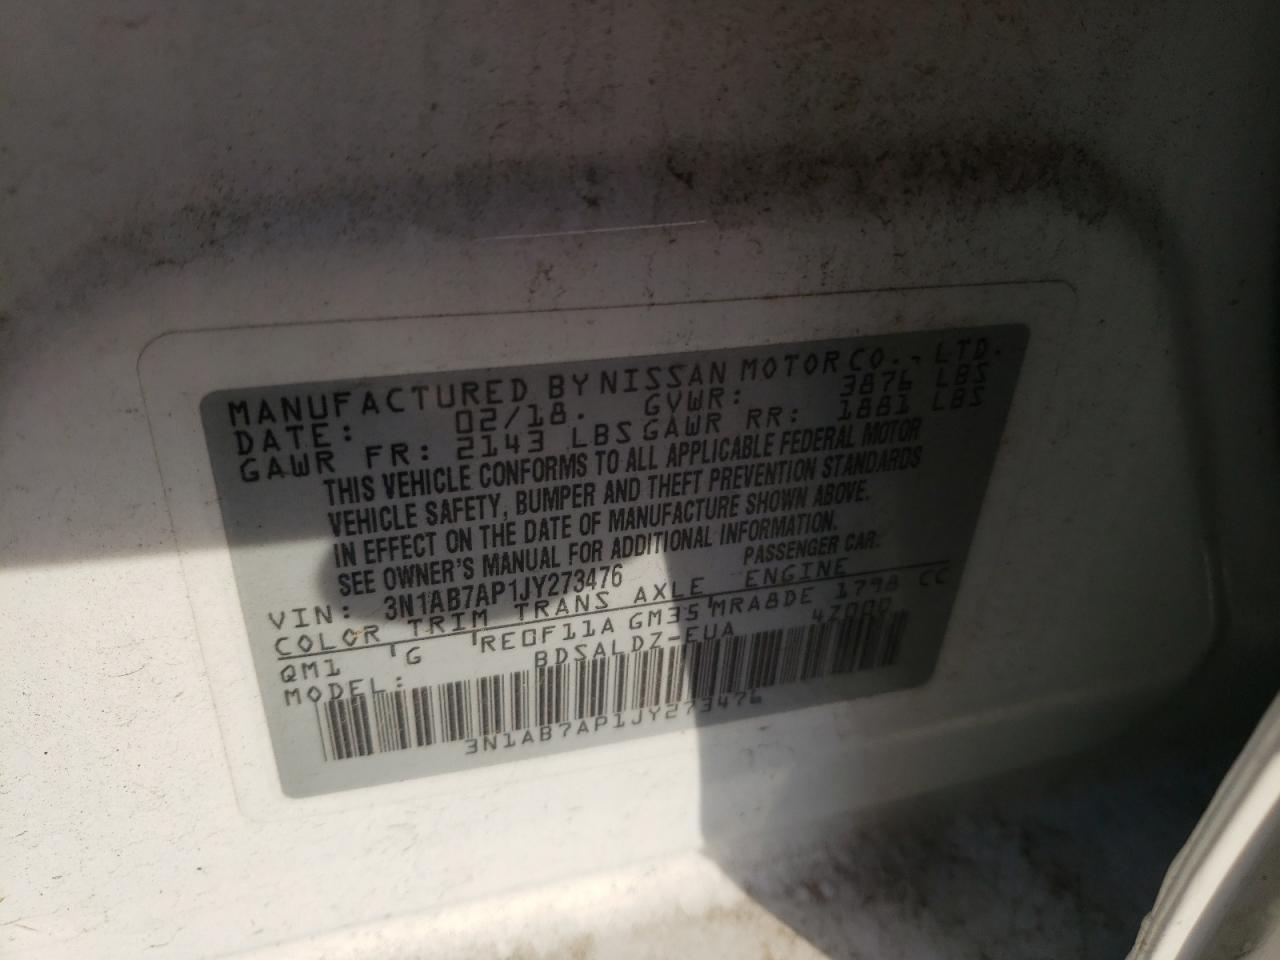 MANUFACTURED BY NISSAN MOTOR CO., LTD.
DATE: 02/18. GVWR: 3876 LBS
GAWR FR: 2143 LBS GAWR RR: 1881 LBS
THIS VEHICLE CONFORMS TO ALL APPLICABLE FEDERAL MOTOR
VEHICLE SAFETY, BUMPER AND THEFT PREVENTION STANDARDS
IN EFFECT ON THE DATE OF MANUFACTURE SHOWN ABOVE.
SEE OWNER'S MANUAL FOR ADDITIONAL INFORMATION.
VIN: 3N1AB7AP1JY273476 PASSENGER CAR.
COLOR TRIM TRANS AXLE ENGINE
QM1 G RE0F11A GM35 MRA8DE 1798 CC
MODEL: BDSALDZ-EUA
3N1AB7AP1JY273476